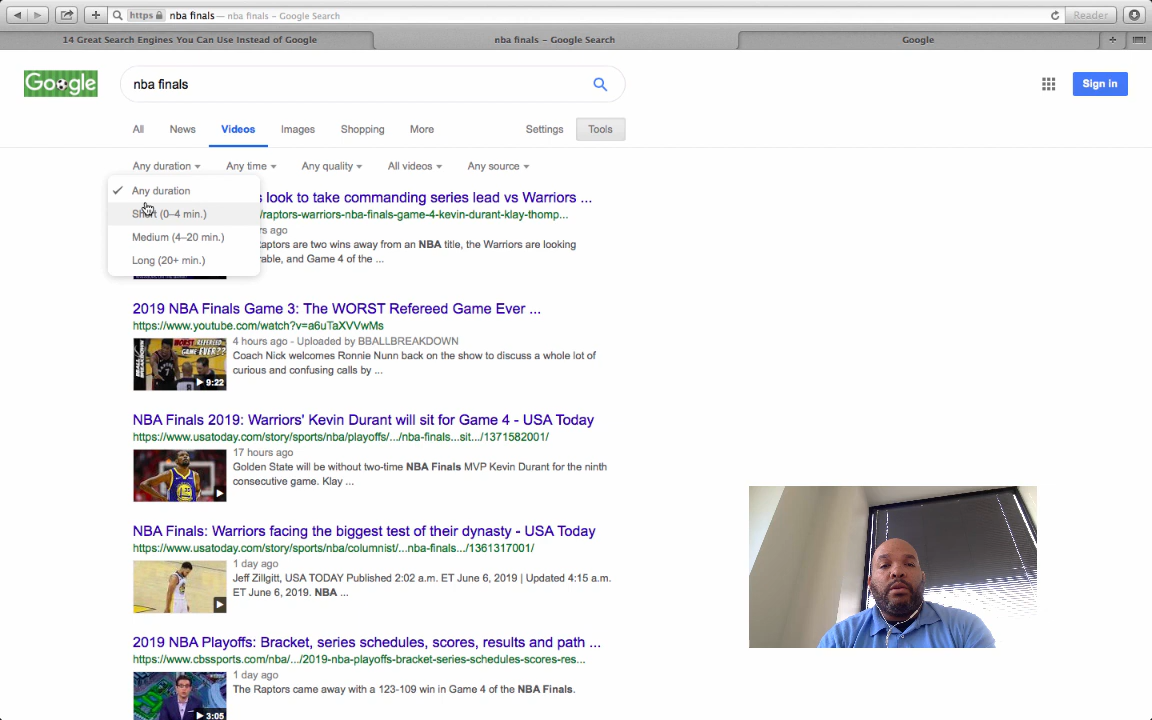 https nba finals — nba finals – Google Search
Reader
14 Great Search Engines You Can Use Instead of Google
nba finals – Google Search
Google
Google
nba finals
Sign in
All News Videos Images Shopping More Settings Tools
Any duration Any time Any quality All videos Any source
Any duration
Short (0–4 min.)
Medium (4–20 min.)
Long (20+ min.)
look to take commanding series lead vs Warriors ...
/raptors-warriors-nba-finals-game-4-kevin-durant-klay-thomp...
ago
are two wins away from an NBA title, the Warriors are looking
and Game 4 of the ...
2019 NBA Finals Game 3: The WORST Refereed Game Ever ...
https://www.youtube.com/watch?v=a6uTaXVVwMs
4 hours ago - Uploaded by BBALLBREAKDOWN
Coach Nick welcomes Ronnie Nunn back on the show to discuss a whole lot of
curious and confusing calls by ...
WORST REFEREED
GAME EVER??
9:22
NBA Finals 2019: Warriors' Kevin Durant will sit for Game 4 - USA Today
https://www.usatoday.com/story/sports/nba/playoffs/.../nba-finals...sit.../1371582001/
17 hours ago
Golden State will be without two-time NBA Finals MVP Kevin Durant for the ninth
consecutive game. Klay ...
NBA Finals: Warriors facing the biggest test of their dynasty - USA Today
https://www.usatoday.com/story/sports/nba/columnist/...nba-finals.../1361317001/
1 day ago
Jeff Zillgitt, USA TODAY Published 2:02 a.m. ET June 6, 2019 | Updated 4:15 a.m.
ET June 6, 2019. NBA ...
2019 NBA Playoffs: Bracket, series schedules, scores, results and path ...
https://www.cbssports.com/nba/.../2019-nba-playoffs-bracket-series-schedules-scores-res...
1 day ago
The Raptors came away with a 123-109 win in Game 4 of the NBA Finals.
3:05